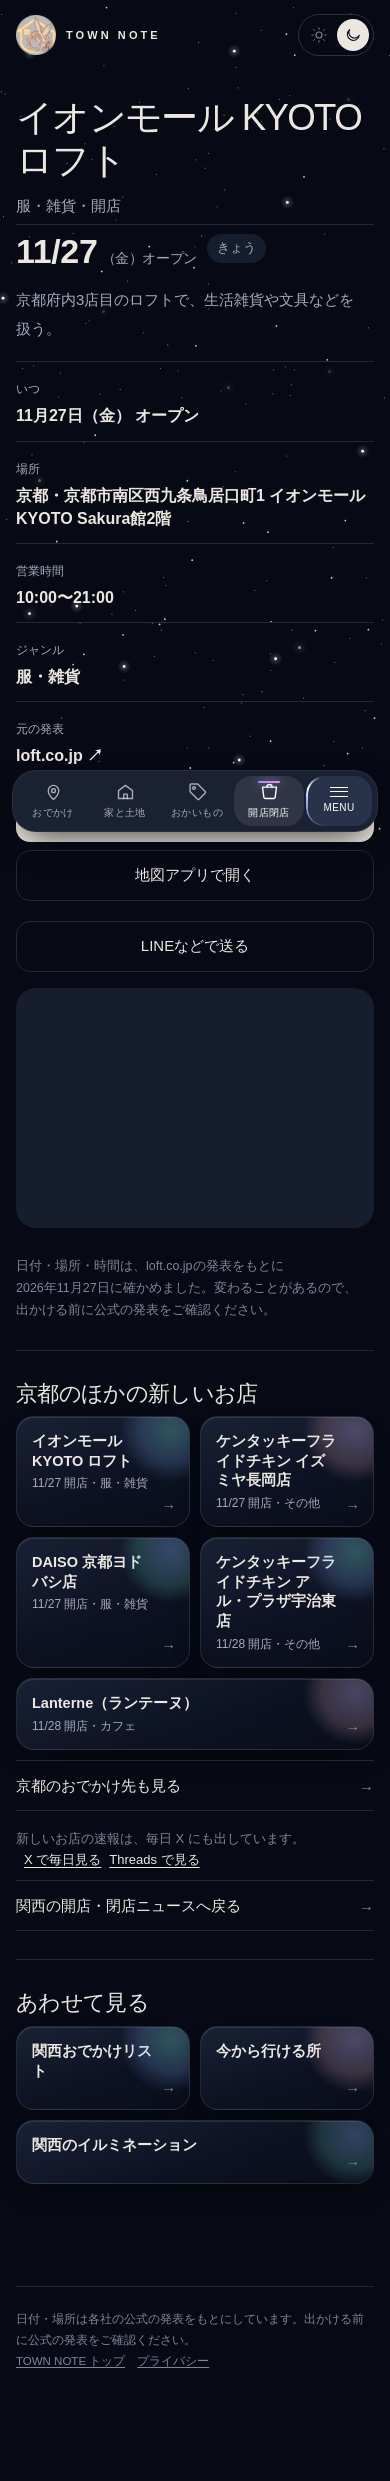 TOWN NOTE
イオンモール KYOTO
ロフト
服・雑貨・開店
11/27 （金）オープン きょう
京都府内3店目のロフトで、生活雑貨や文具などを
扱う。
いつ
11月27日（金） オープン
場所
京都・京都市南区西九条鳥居口町1 イオンモール
KYOTO Sakura館2階
営業時間
10:00〜21:00
ジャンル
服・雑貨
元の発表
loft.co.jp ↗
おでかけ
家と土地
おかいもの
開店閉店
MENU
地図アプリで開く
LINEなどで送る
日付・場所・時間は、loft.co.jpの発表をもとに
2026年11月27日に確かめました。変わることがあるので、
出かける前に公式の発表をご確認ください。
京都のほかの新しいお店
イオンモール
KYOTO ロフト
11/27 開店・服・雑貨
→
ケンタッキーフラ
イドチキン イズ
ミヤ長岡店
11/27 開店・その他
→
DAISO 京都ヨド
バシ店
11/27 開店・服・雑貨
→
ケンタッキーフラ
イドチキン ア
ル・プラザ宇治東
店
11/28 開店・その他
→
Lanterne（ランテーヌ）
11/28 開店・カフェ
→
京都のおでかけ先も見る →
新しいお店の速報は、毎日 X にも出しています。
X で毎日見る Threads で見る
関西の開店・閉店ニュースへ戻る →
あわせて見る
関西おでかけリス
ト
→
今から行ける所
→
関西のイルミネーション
→
日付・場所は各社の公式の発表をもとにしています。出かける前
に公式の発表をご確認ください。
TOWN NOTE トップ プライバシー